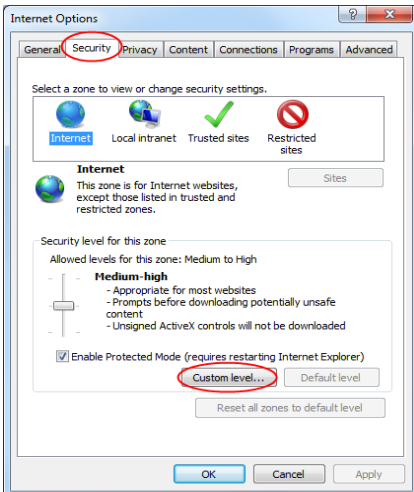 Internet Options
General Security Privacy Content Connections Programs Advanced
Select a zone to view or change security settings.
Internet Local intranet Trusted sites Restricted
sites
Internet
Sites
This zone is for Internet websites,
except those listed in trusted and
restricted zones.
Security level for this zone
Allowed levels for this zone: Medium to High
Medium-high
- Appropriate for most websites
- Prompts before downloading potentially unsafe
content
- Unsigned ActiveX controls will not be downloaded
Enable Protected Mode (requires restarting Internet Explorer)
Custom level... Default level
Reset all zones to default level
OK Cancel Apply